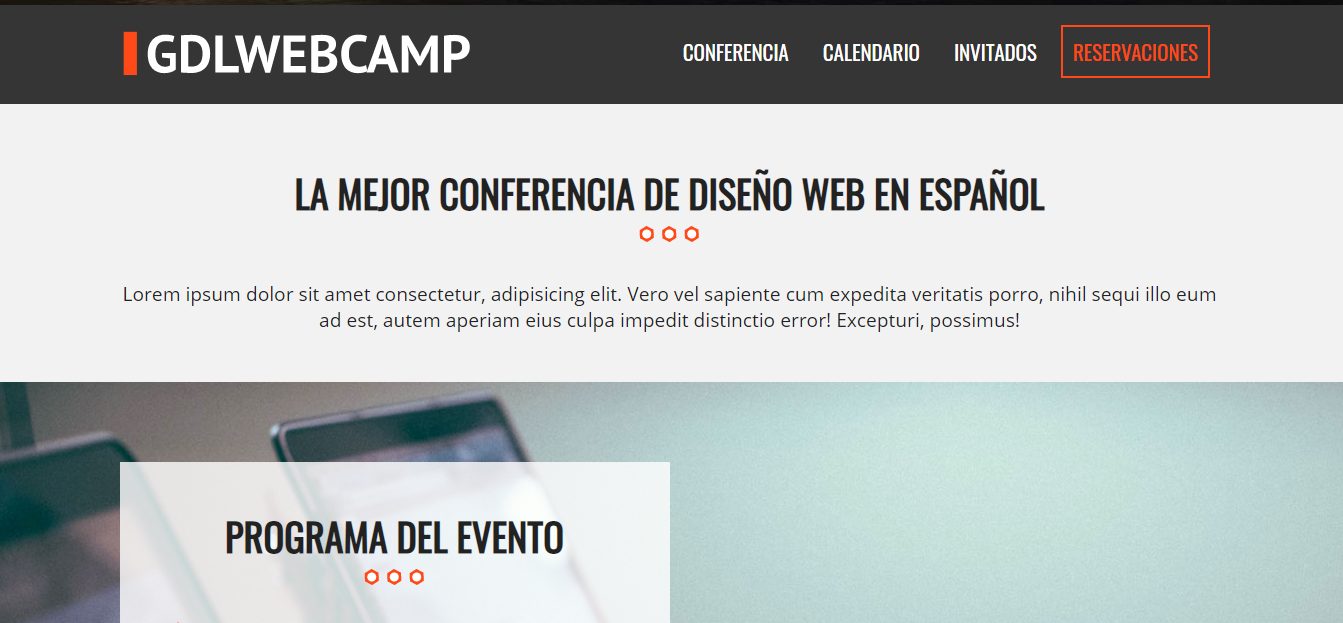 GDLWEBCAMP
CONFERENCIA CALENDARIO INVITADOS RESERVACIONES
LA MEJOR CONFERENCIA DE DISEÑO WEB EN ESPAÑOL
Lorem ipsum dolor sit amet consectetur, adipisicing elit. Vero vel sapiente cum expedita veritatis porro, nihil sequi illo eum
ad est, autem aperiam eius culpa impedit distinctio error! Excepturi, possimus!
PROGRAMA DEL EVENTO